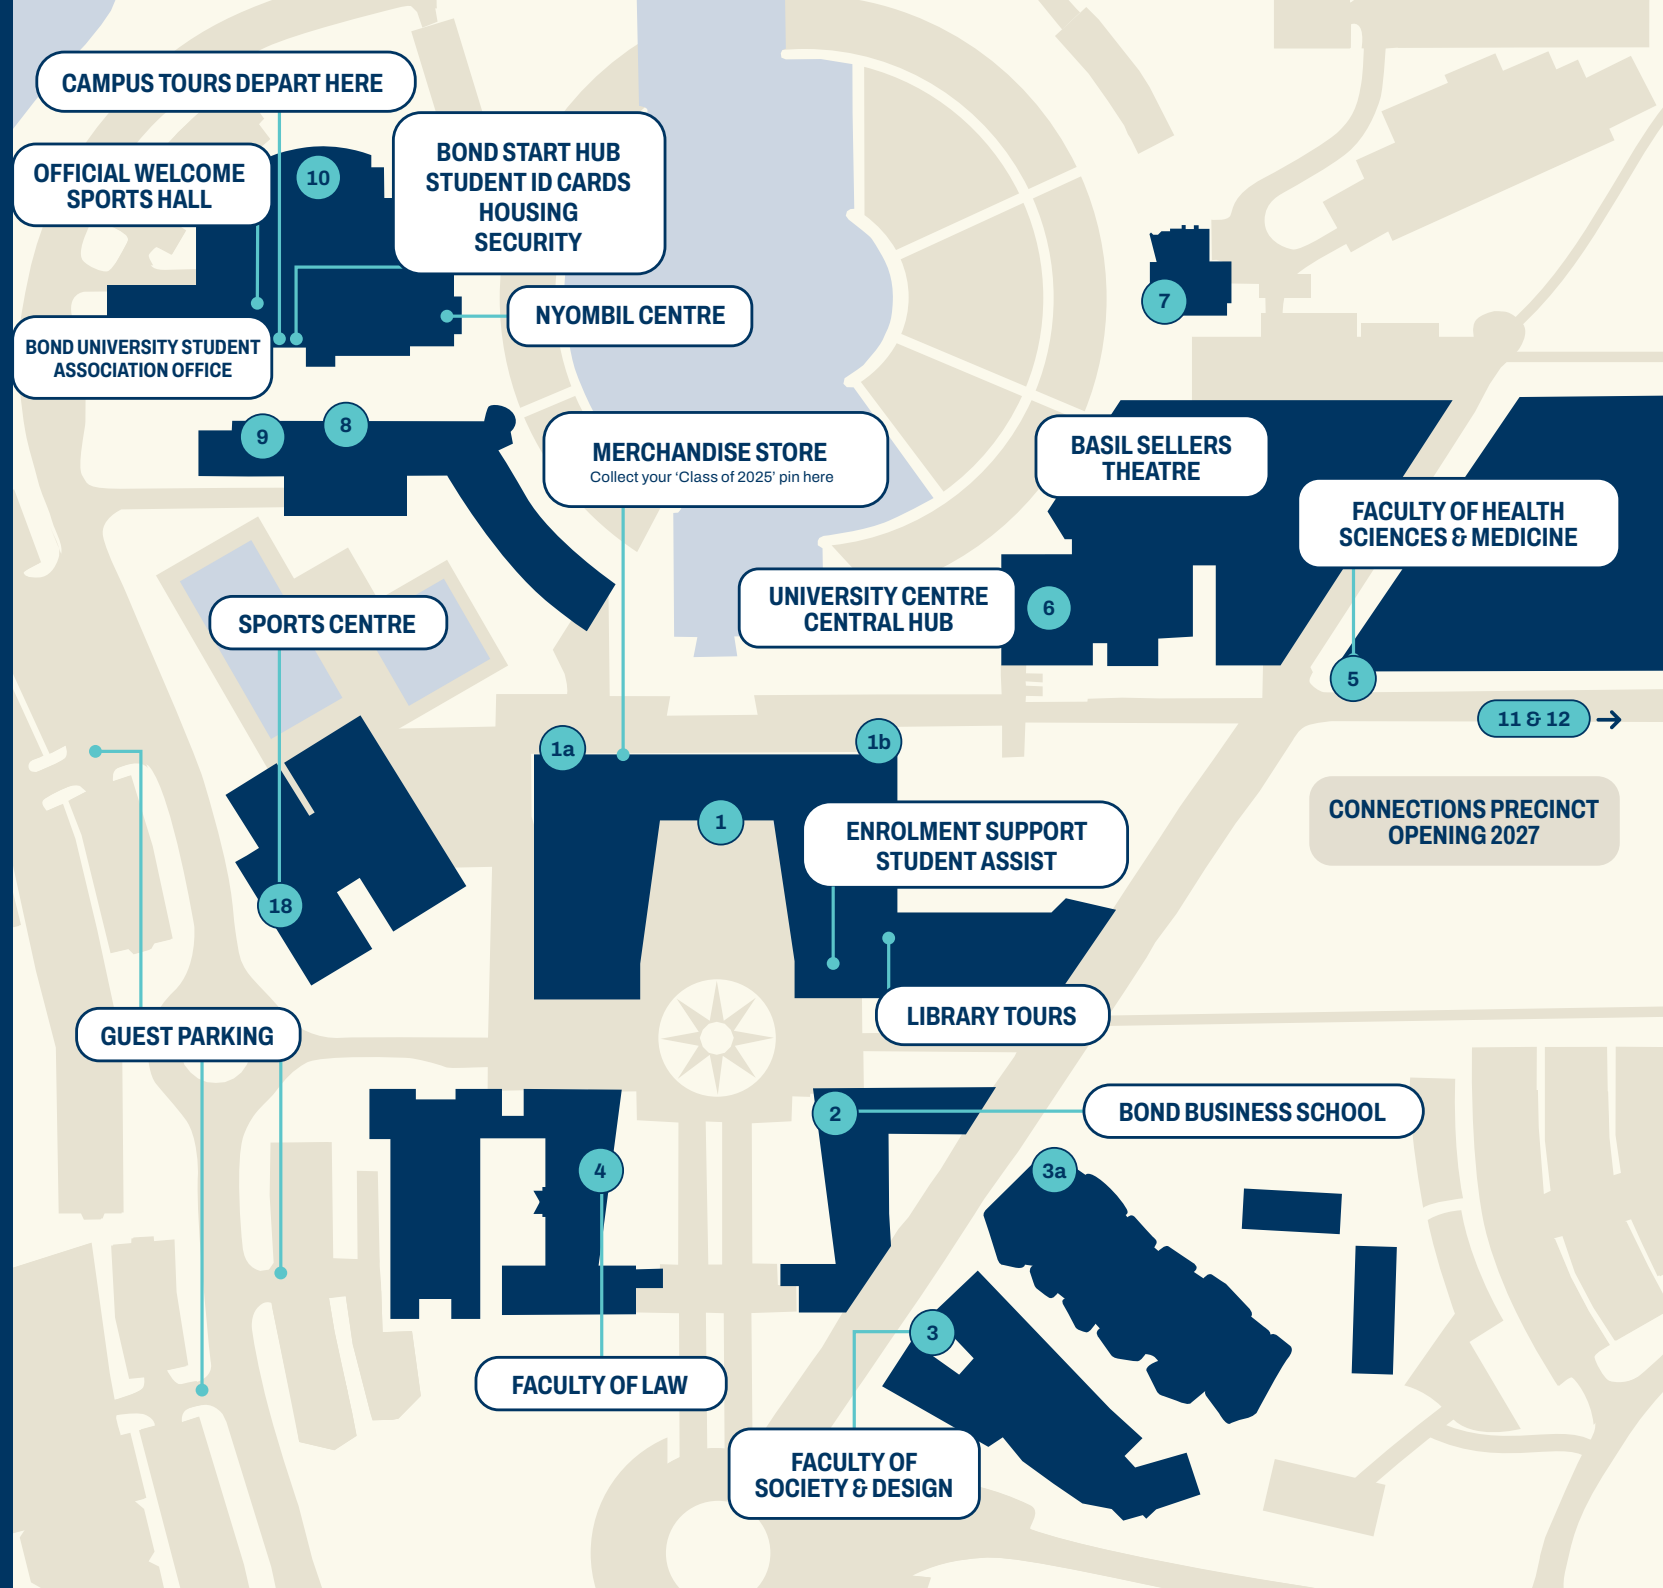 CAMPUS TOURS DEPART HERE
OFFICIAL WELCOME
SPORTS HALL
10
BOND START HUB
STUDENT ID CARDS
HOUSING
SECURITY
NYOMBIL CENTRE
7
BOND UNIVERSITY STUDENT
ASSOCIATION OFFICE
9
8
MERCHANDISE STORE
Collect your ‘Class of 2025’ pin here
BASIL SELLERS
THEATRE
FACULTY OF HEALTH
SCIENCES & MEDICINE
UNIVERSITY CENTRE
CENTRAL HUB
6
SPORTS CENTRE
5
11 & 12
1a
1b
1
CONNECTIONS PRECINCT
OPENING 2027
ENROLMENT SUPPORT
STUDENT ASSIST
18
LIBRARY TOURS
GUEST PARKING
2
BOND BUSINESS SCHOOL
4
3a
3
FACULTY OF LAW
FACULTY OF
SOCIETY & DESIGN